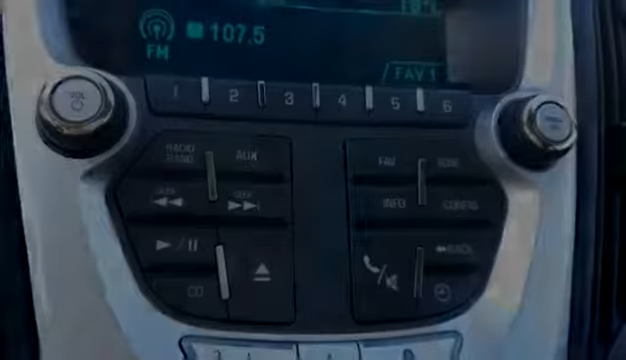 107.5
FM
FAV 1
VOL
1 2 3 4 5 6
RADIO BAND AUX
FAV TONE
SEEK SEEK
INFO CONFIG
BACK
CD